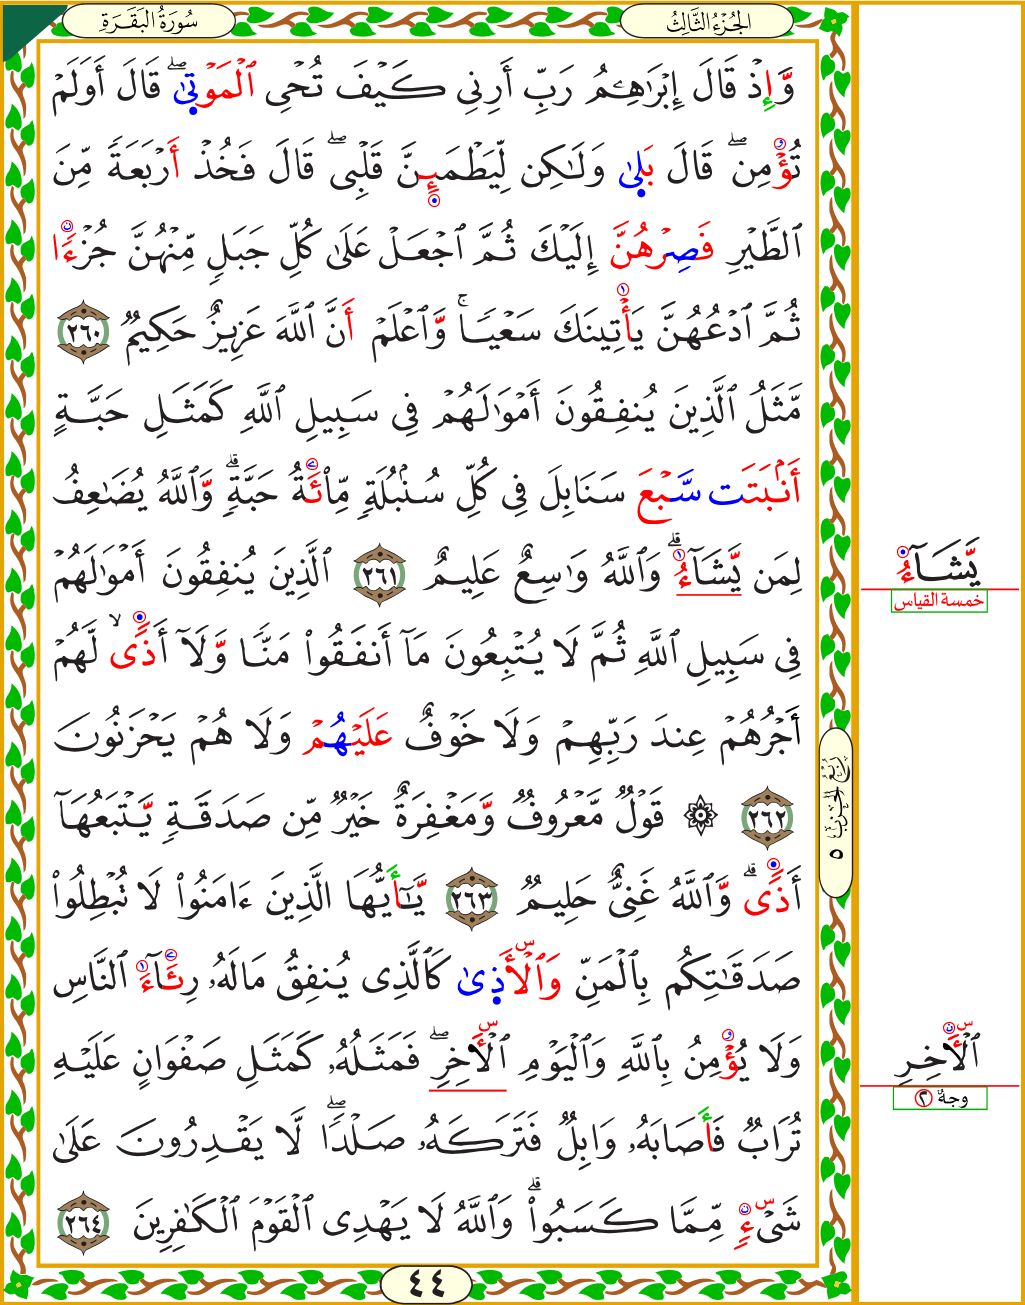 الجُزْءُ الثَّالِثُ
سُورَةُ البَقَرَةِ
وَّإِذْ قَالَ إِبْرَٰهِـۧمُ رَبِّ أَرِنِى كَيْفَ تُحْىِ ٱلْمَوْتىٰ ۖ قَالَ أَوَلَمْ
تُؤْمِن ۖ قَالَ بَلىٰ وَلَـٰكِن لِّيَطْمَئِنَّ قَلْبِى ۖ قَالَ فَخُذْ أَرْبَعَةً مِّنَ
ٱلطَّيْرِ فَصِرْهُنَّ إِلَيْكَ ثُمَّ ٱجْعَلْ عَلَىٰ كُلِّ جَبَلٍ مِّنْهُنَّ جُزْءًا
ثُمَّ ٱدْعُهُنَّ يَأْتِينَكَ سَعْيًا ۚ وَّٱعْلَمْ أَنَّ ٱللَّهَ عَزِيزٌ حَكِيمٌ ٢٦٠
مَّثَلُ ٱلَّذِينَ يُنفِقُونَ أَمْوَٰلَهُمْ فِى سَبِيلِ ٱللَّهِ كَمَثَلِ حَبَّةٍ
أَنۢبَتَت سَّبْعَ سَنَابِلَ فِى كُلِّ سُنۢبُلَةٍ مِّا۟ئَةُ حَبَّةٍ ۗ وَّٱللَّهُ يُضَـٰعِفُ
لِمَن يَّشَآءُ ۗ وَٱللَّهُ وَٰسِعٌ عَلِيمٌ ٢٦١ ٱلَّذِينَ يُنفِقُونَ أَمْوَٰلَهُمْ
فِى سَبِيلِ ٱللَّهِ ثُمَّ لَا يُتْبِعُونَ مَآ أَنفَقُوا۟ مَنًّا وَّلَآ أَذًى ۙ لَّهُمْ
أَجْرُهُمْ عِندَ رَبِّهِمْ وَلَا خَوْفٌ عَلَيْهُمْ وَلَا هُمْ يَحْزَنُونَ
٢٦٢ ۞ قَوْلٌ مَّعْرُوفٌ وَّمَغْفِرَةٌ خَيْرٌ مِّن صَدَقَةٍ يَّتْبَعُهَآ
أَذًى ۗ وَّٱللَّهُ غَنِىٌّ حَلِيمٌ ٢٦٣ يَّـٰٓأَيُّهَا ٱلَّذِينَ ءَامَنُوا۟ لَا تُبْطِلُوا۟
صَدَقَـٰتِكُم بِٱلْمَنِّ وَٱلْأَذىٰ كَٱلَّذِى يُنفِقُ مَالَهُۥ رِئَآءَ ٱلنَّاسِ
وَلَا يُؤْمِنُ بِٱللَّهِ وَٱلْيَوْمِ ٱلْأَخِرِ ۖ فَمَثَلُهُۥ كَمَثَلِ صَفْوَانٍ عَلَيْهِ
تُرَابٌ فَأَصَابَهُۥ وَابِلٌ فَتَرَكَهُۥ صَلْدًا ۖ لَّا يَقْدِرُونَ عَلَىٰ
شَىْءٍ مِّمَّا كَسَبُوا۟ ۗ وَٱللَّهُ لَا يَهْدِى ٱلْقَوْمَ ٱلْكَـٰفِرِينَ ٢٦٤
٤٤
رُبْعُ الحِزْبِ ٥
يَّشَآءُ
خمسة القياس
ٱلْأَخِرِ
وجهٌ ٢